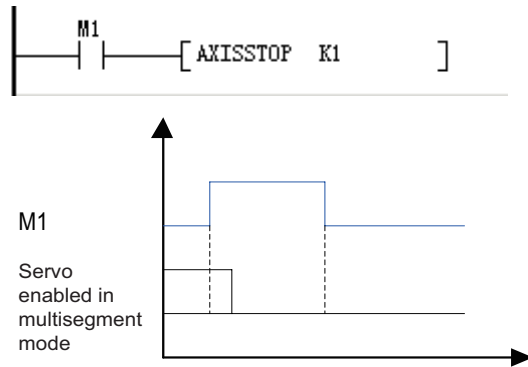 M1
[ AXISSTOP K1 ]
M1
Servo
enabled in
multisegment
mode